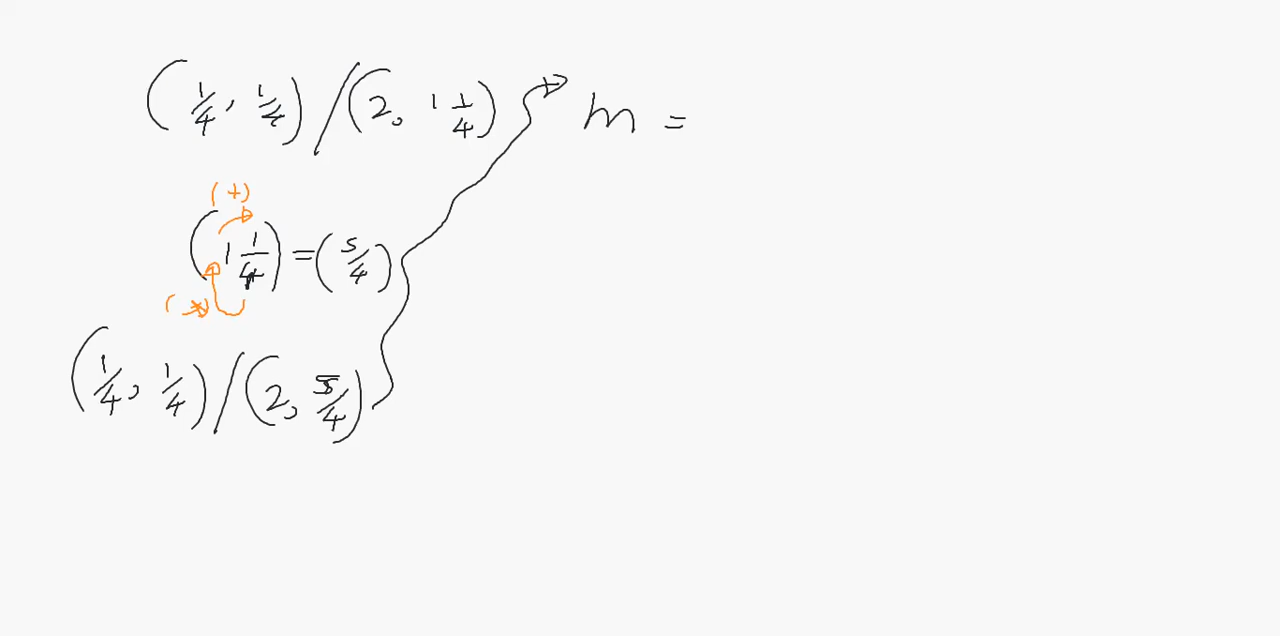 (1/4, 1/4) / (2, 1 1/4) m =
(+)
(1 1/4) = (5/4)
(×)
(1/4, 1/4) / (2, 5/4)